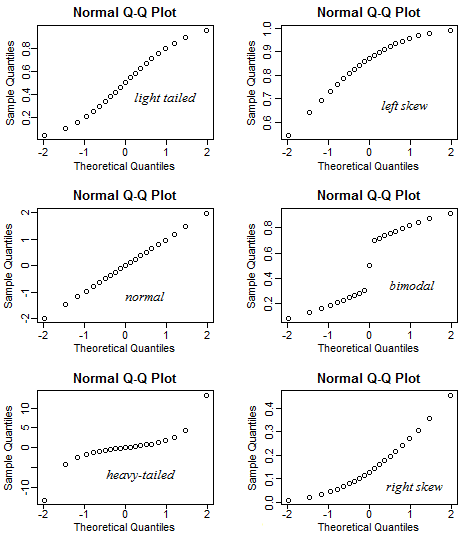 Normal Q-Q Plot
Sample Quantiles
0.2 0.4 0.6 0.8
light tailed
-2 -1 0 1 2
Theoretical Quantiles
Normal Q-Q Plot
Sample Quantiles
0.6 0.7 0.8 0.9 1.0
left skew
-2 -1 0 1 2
Theoretical Quantiles
Normal Q-Q Plot
Sample Quantiles
-2 -1 0 1 2
normal
-2 -1 0 1 2
Theoretical Quantiles
Normal Q-Q Plot
Sample Quantiles
0.2 0.4 0.6 0.8
bimodal
-2 -1 0 1 2
Theoretical Quantiles
Normal Q-Q Plot
Sample Quantiles
-10 0 5 10
heavy-tailed
-2 -1 0 1 2
Theoretical Quantiles
Normal Q-Q Plot
Sample Quantiles
0.0 0.1 0.2 0.3 0.4
right skew
-2 -1 0 1 2
Theoretical Quantiles